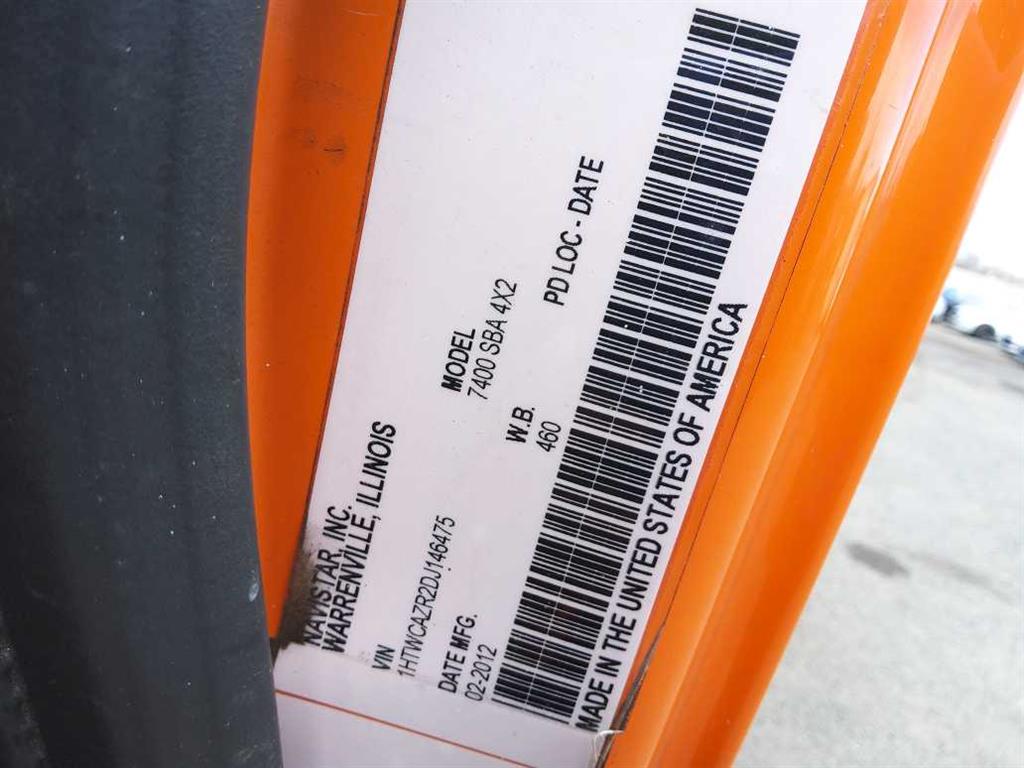 NAVISTAR, INC.
WARRENVILLE, ILLINOIS
VIN
1HTWCAZR2DJ146475
MODEL
7400 SBA 4X2
DATE MFG.
02-2012
W.B.
460
PD LOC - DATE
MADE IN THE UNITED STATES OF AMERICA